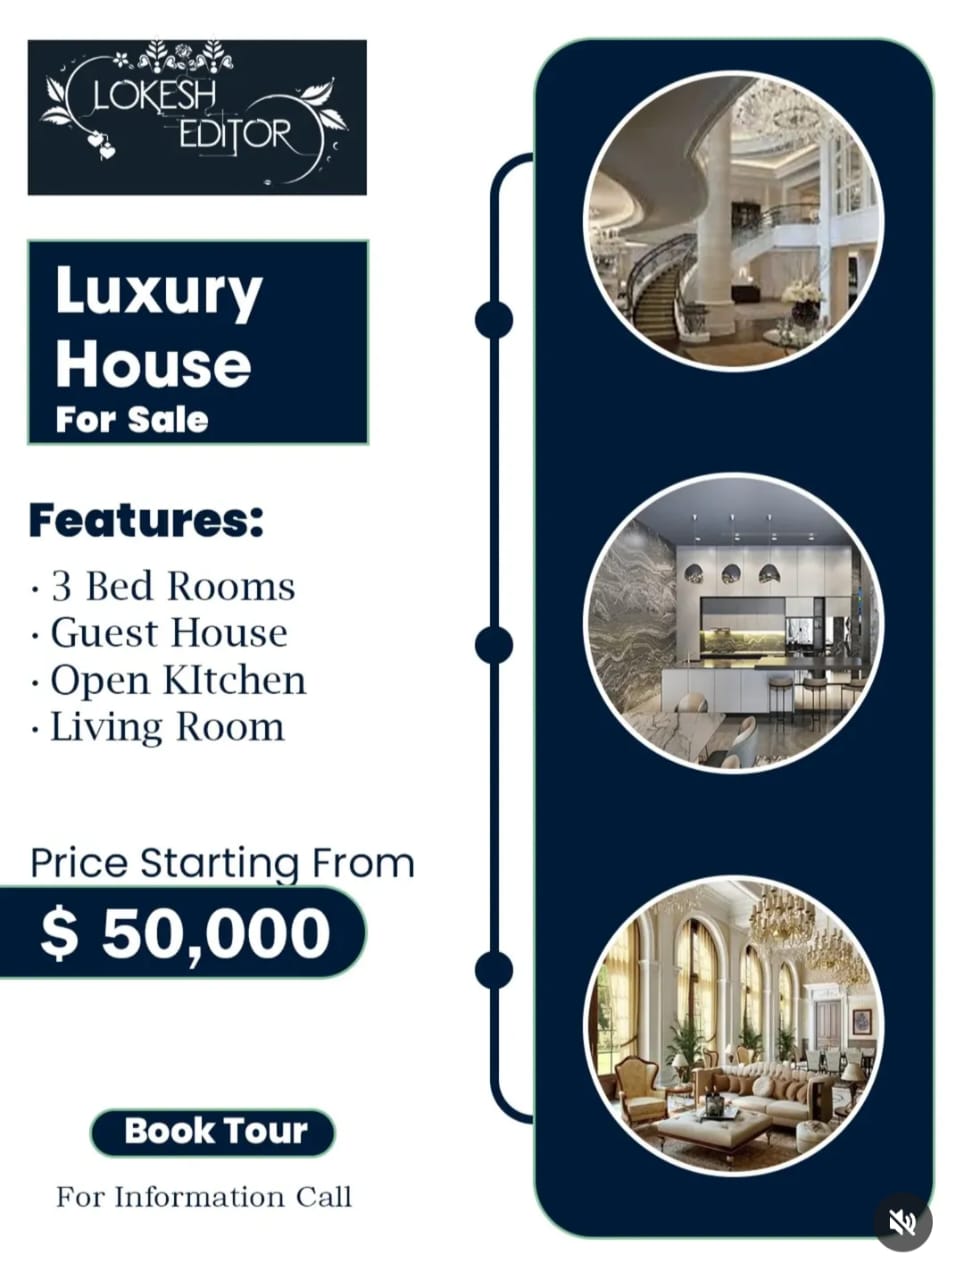 LOKESH
EDITOR
Luxury
House
For Sale
Features:
· 3 Bed Rooms
· Guest House
· Open KItchen
· Living Room
Price Starting From
$ 50,000
Book Tour
For Information Call